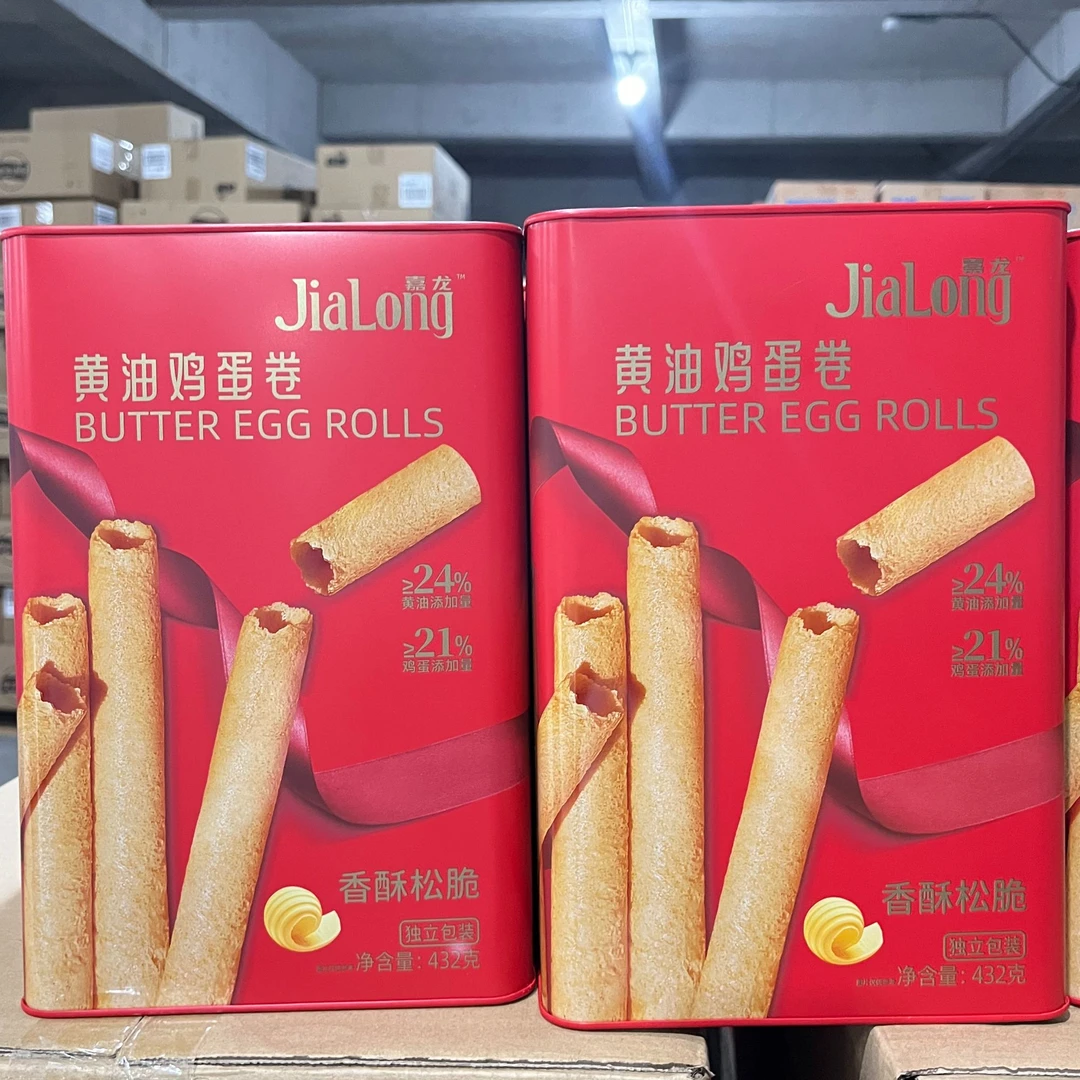 嘉龙™
JiaLong
黄油鸡蛋卷
BUTTER EGG ROLLS
≥24%
黄油添加量
≥21%
鸡蛋添加量
香酥松脆
独立包装
净含量:432克
嘉龙™
JiaLong
黄油鸡蛋卷
BUTTER EGG ROLLS
≥24%
黄油添加量
≥21%
鸡蛋添加量
香酥松脆
独立包装
净含量:432克